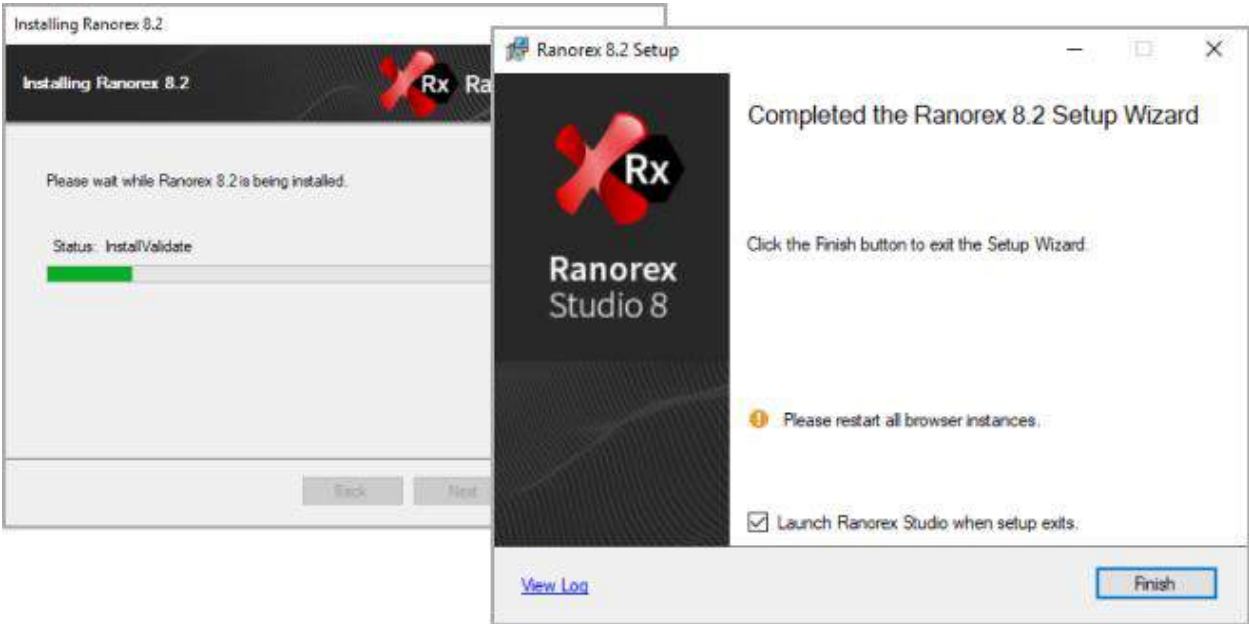 Installing Ranorex 8.2
Installing Ranorex 8.2
Rx Ra
Please wait while Ranorex 8.2 is being installed.
Status: InstallValidate
Back Next
Ranorex 8.2 Setup
Rx
Ranorex
Studio 8
Completed the Ranorex 8.2 Setup Wizard
Click the Finish button to exit the Setup Wizard.
Please restart all browser instances.
Launch Ranorex Studio when setup exits.
View Log
Finish